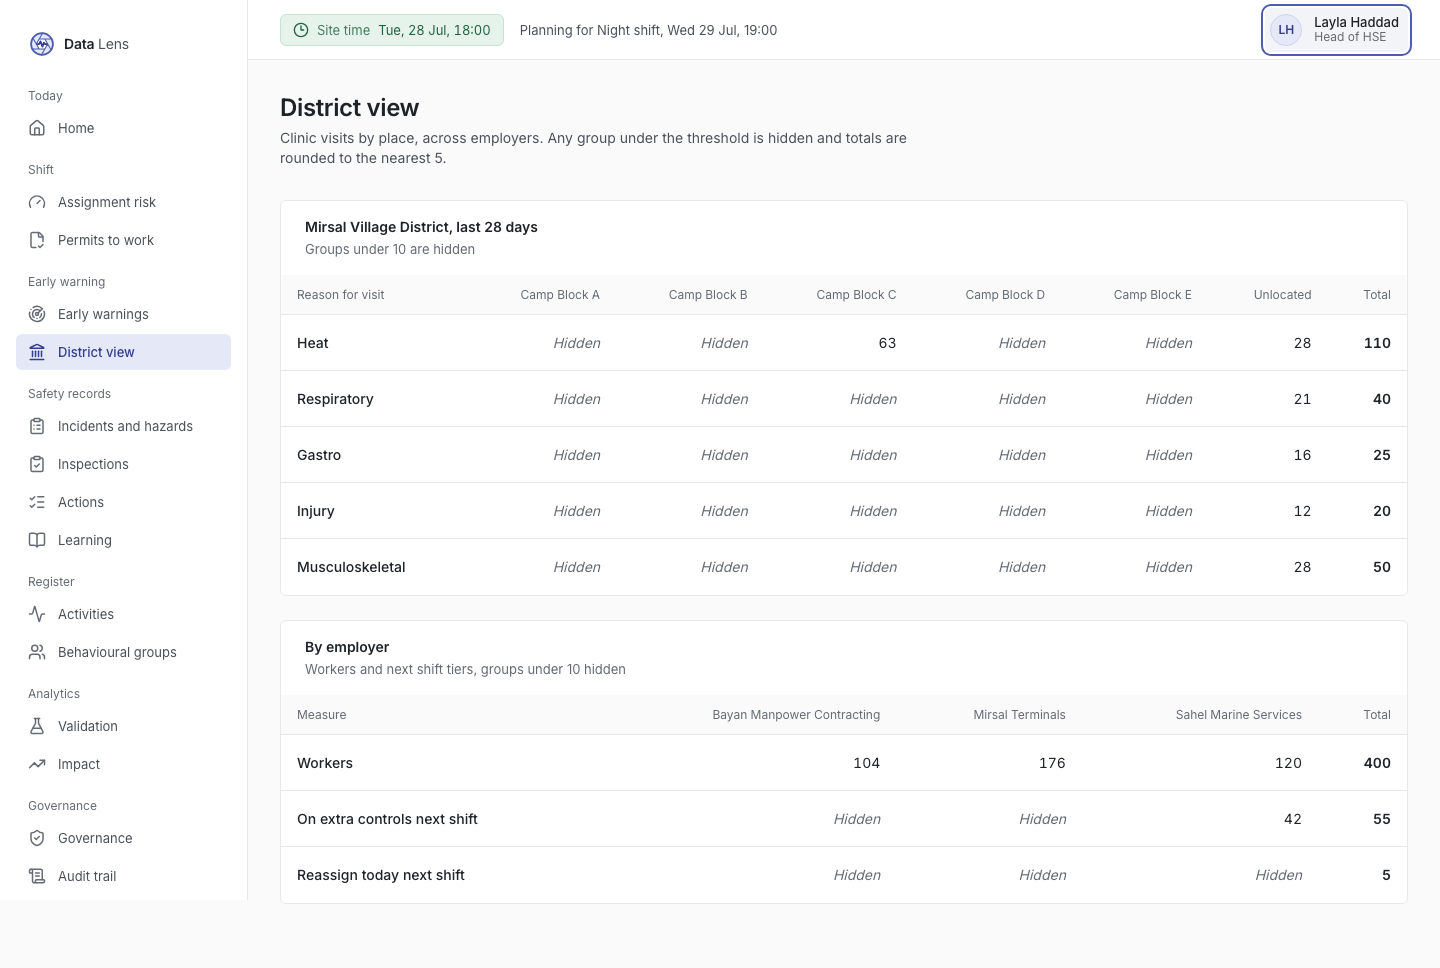 Data Lens
Site time Tue, 28 Jul, 18:00
Planning for Night shift, Wed 29 Jul, 19:00
LH
Layla Haddad
Head of HSE
Today
Home
Shift
Assignment risk
Permits to work
Early warning
Early warnings
District view
Safety records
Incidents and hazards
Inspections
Actions
Learning
Register
Activities
Behavioural groups
Analytics
Validation
Impact
Governance
Governance
Audit trail
District view
Clinic visits by place, across employers. Any group under the threshold is hidden and totals are
rounded to the nearest 5.
Mirsal Village District, last 28 days
Groups under 10 are hidden
Reason for visit Camp Block A Camp Block B Camp Block C Camp Block D Camp Block E Unlocated Total
Heat Hidden Hidden 63 Hidden Hidden 28 110
Respiratory Hidden Hidden Hidden Hidden Hidden 21 40
Gastro Hidden Hidden Hidden Hidden Hidden 16 25
Injury Hidden Hidden Hidden Hidden Hidden 12 20
Musculoskeletal Hidden Hidden Hidden Hidden Hidden 28 50
By employer
Workers and next shift tiers, groups under 10 hidden
Measure Bayan Manpower Contracting Mirsal Terminals Sahel Marine Services Total
Workers 104 176 120 400
On extra controls next shift Hidden Hidden 42 55
Reassign today next shift Hidden Hidden Hidden 5